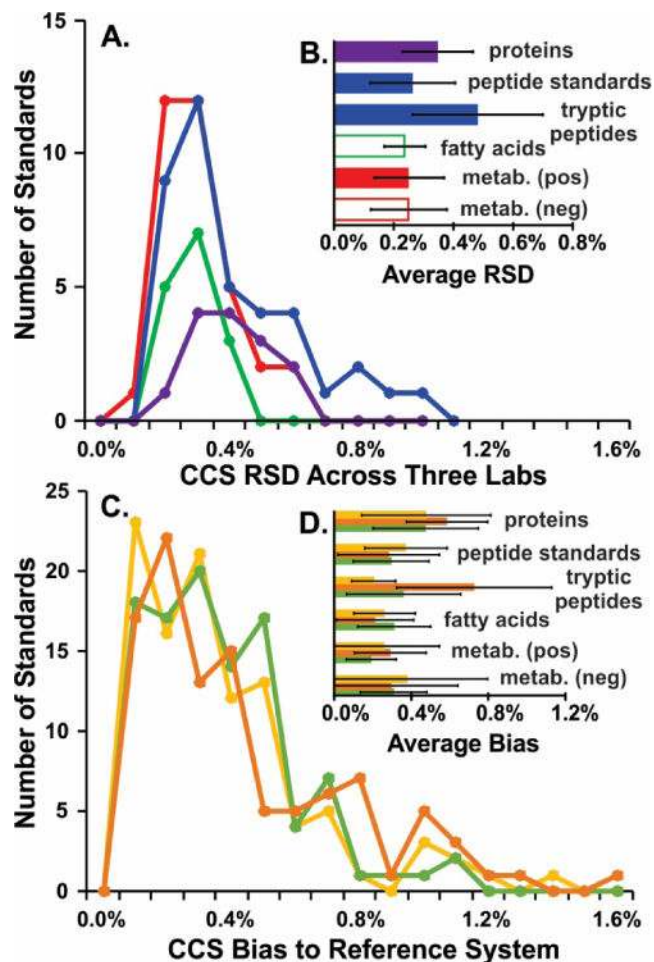 A.
Number of Standards
15
10
5
0
0.0%
0.4%
0.8%
1.2%
1.6%
CCS RSD Across Three Labs
B.
proteins
peptide standards
tryptic
peptides
fatty acids
metab. (pos)
metab. (neg)
0.0%
0.2%
0.4%
0.6%
0.8%
Average RSD
C.
Number of Standards
25
20
15
10
5
0
0.0%
0.4%
0.8%
1.2%
1.6%
CCS Bias to Reference System
D.
proteins
peptide standards
tryptic
peptides
fatty acids
metab. (pos)
metab. (neg)
0.0%
0.4%
0.8%
1.2%
Average Bias